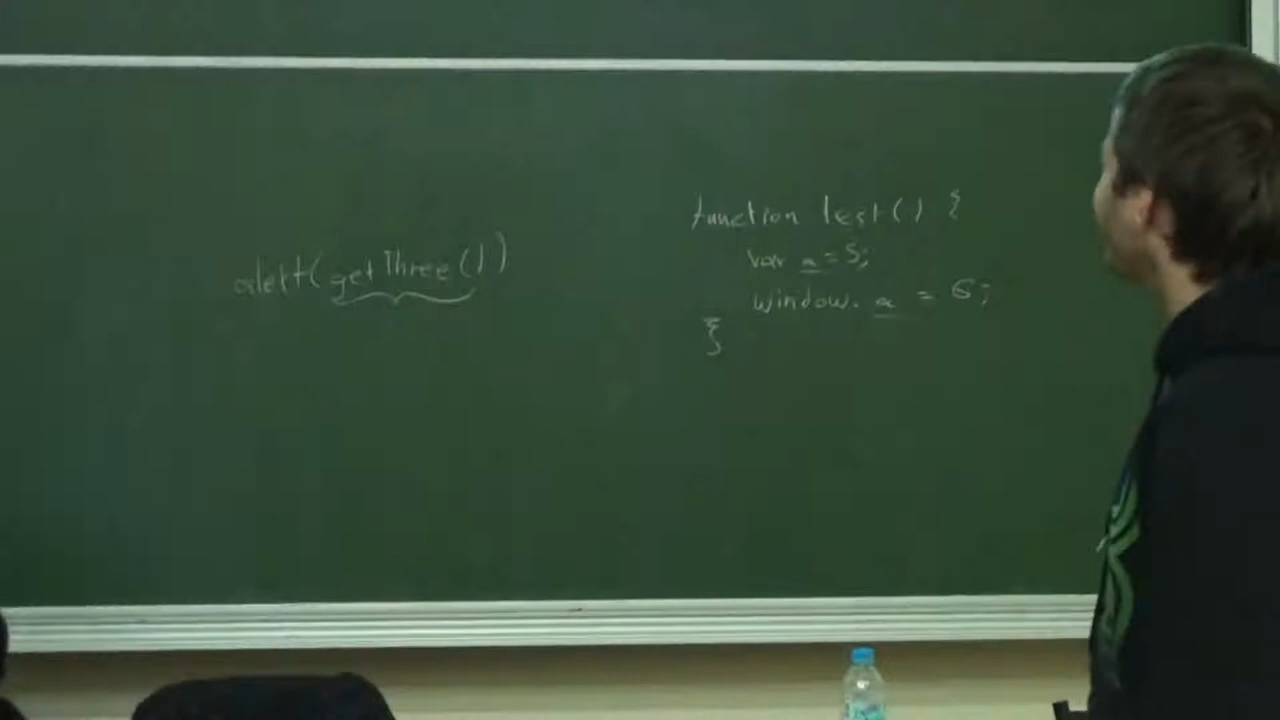 alert(getThree())
function test() {
var a = 5;
window. a = 6;
}